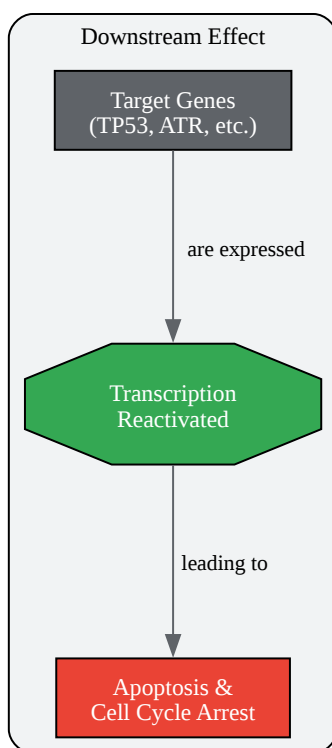 Downstream Effect
Target Genes
(TP53, ATR, etc.)
are expressed
Transcription
Reactivated
leading to
Apoptosis &
Cell Cycle Arrest